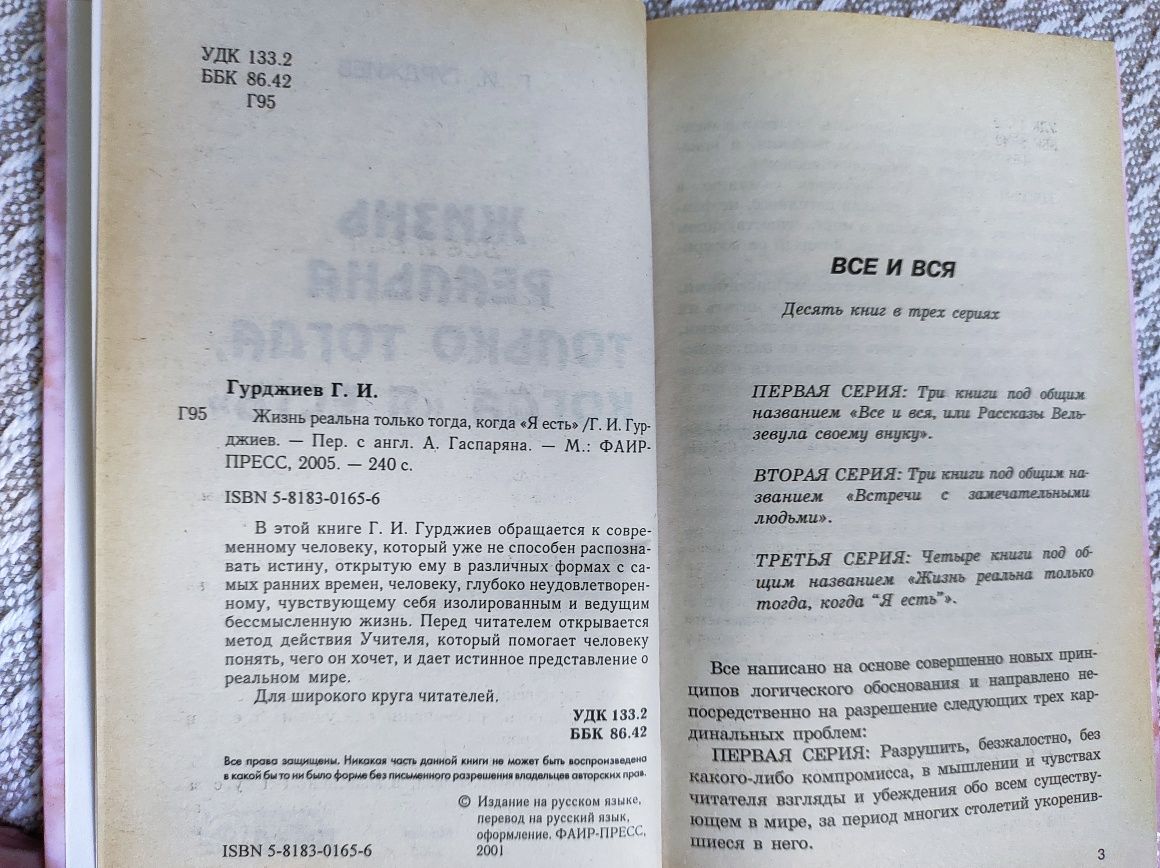 УДК 133.2
ББК 86.42
Г95
Гурджиев Г. И.
Г95 Жизнь реальна только тогда, когда «Я есть» /Г. И. Гур-
джиев. — Пер. с англ. А. Гаспаряна. — М.: ФАИР-
ПРЕСС, 2005. — 240 с.
ISBN 5-8183-0165-6
В этой книге Г. И. Гурджиев обращается к совре-
менному человеку, который уже не способен распозна-
вать истину, открытую ему в различных формах с са-
мых ранних времен, человеку, глубоко неудовлетворен-
ному, чувствующему себя изолированным и ведущим
бессмысленную жизнь. Перед читателем открывается
метод действия Учителя, который помогает человеку
понять, чего он хочет, и дает истинное представление о
реальном мире.
Для широкого круга читателей.
УДК 133.2
ББК 86.42
Все права защищены. Никакая часть данной книги не может быть воспроизведена
в какой бы то ни было форме без письменного разрешения владельцев авторских прав.
© Издание на русском языке,
перевод на русский язык,
оформление. ФАИР-ПРЕСС,
2001
ISBN 5-8183-0165-6
ВСЕ И ВСЯ
Десять книг в трех сериях
ПЕРВАЯ СЕРИЯ: Три книги под общим
названием «Все и вся, или Рассказы Вель-
зевула своему внуку».
ВТОРАЯ СЕРИЯ: Три книги под общим на-
званием «Встречи с замечательными
людьми».
ТРЕТЬЯ СЕРИЯ: Четыре книги под об-
щим названием «Жизнь реальна только
тогда, когда "Я есть"».
Все написано на основе совершенно новых прин-
ципов логического обоснования и направлено не-
посредственно на разрешение следующих трех кар-
динальных проблем:
ПЕРВАЯ СЕРИЯ: Разрушить, безжалостно, без
какого-либо компромисса, в мышлении и чувствах
читателя взгляды и убеждения обо всем существу-
ющем в мире, за период многих столетий укоренив-
шиеся в него.
3